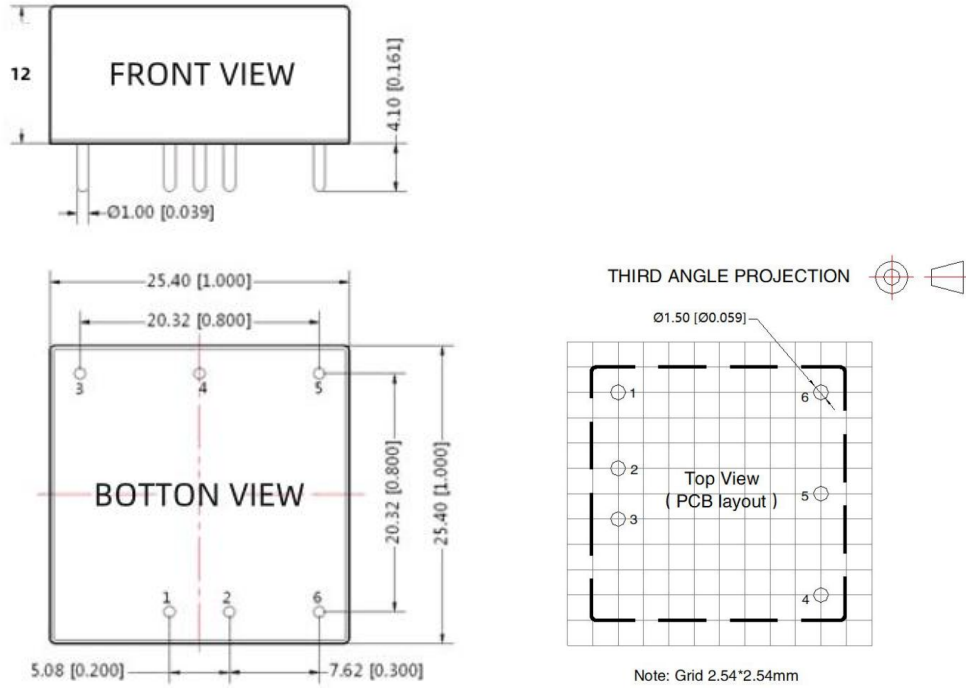 12
FRONT VIEW
4.10 [0.161]
Ø1.00 [0.039]
25.40 [1.000]
20.32 [0.800]
3
4
5
BOTTON VIEW
20.32 [0.800]
25.40 [1.000]
1
2
6
5.08 [0.200]
7.62 [0.300]
THIRD ANGLE PROJECTION
Ø1.50 [Ø0.059]
1
6
2
Top View
( PCB layout )
5
3
4
Note: Grid 2.54*2.54mm